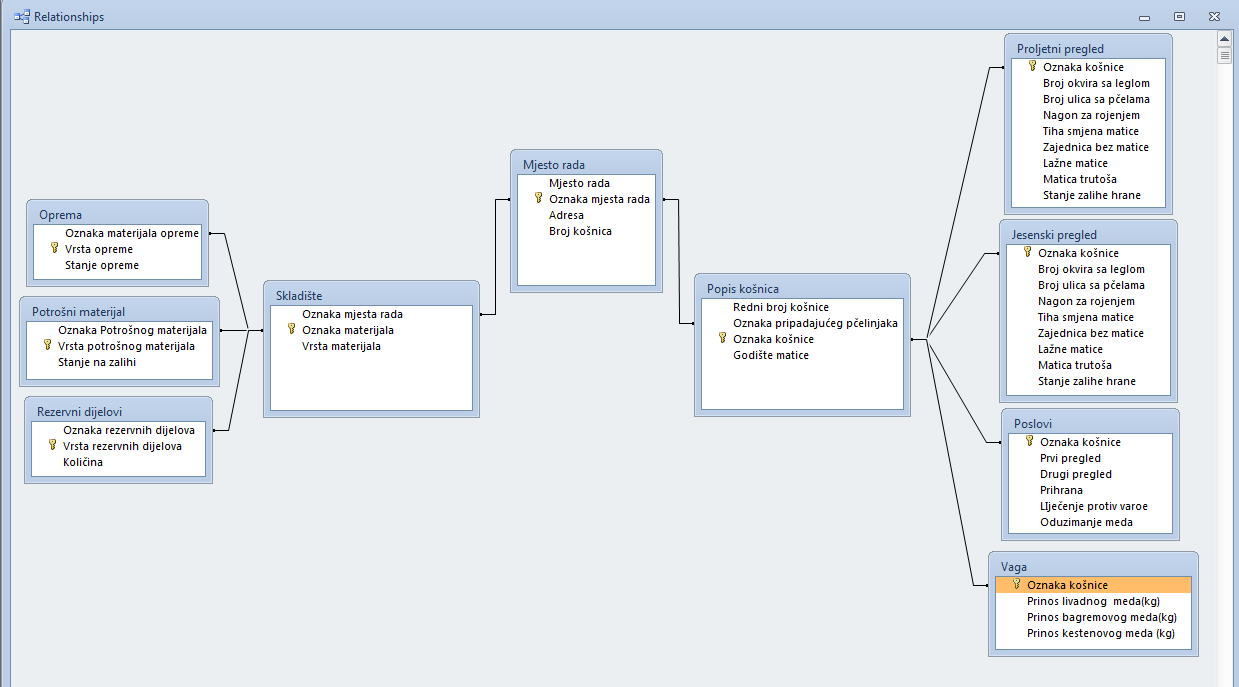 Relationships
Oprema
Oznaka materijala opreme
Vrsta opreme
Stanje opreme
Potrošni materijal
Oznaka Potrošnog materijala
Vrsta potrošnog materijala
Stanje na zalihi
Rezervni dijelovi
Oznaka rezervnih dijelova
Vrsta rezervnih dijelova
Količina
Skladište
Oznaka mjesta rada
Oznaka materijala
Vrsta materijala
Mjesto rada
Mjesto rada
Oznaka mjesta rada
Adresa
Broj košnica
Popis košnica
Redni broj košnice
Oznaka pripadajućeg pčelinjaka
Oznaka košnice
Godište matice
Proljetni pregled
Oznaka košnice
Broj okvira sa leglom
Broj ulica sa pčelama
Nagon za rojenjem
Tiha smjena matice
Zajednica bez matice
Lažne matice
Matica trutoša
Stanje zalihe hrane
Jesenski pregled
Oznaka košnice
Broj okvira sa leglom
Broj ulica sa pčelama
Nagon za rojenjem
Tiha smjena matice
Zajednica bez matice
Lažne matice
Matica trutoša
Stanje zalihe hrane
Poslovi
Oznaka košnice
Prvi pregled
Drugi pregled
Prihrana
LIječenje protiv varoe
Oduzimanje meda
Vaga
Oznaka košnice
Prinos livadnog  meda(kg)
Prinos bagremovog meda(kg)
Prinos kestenovog meda (kg)